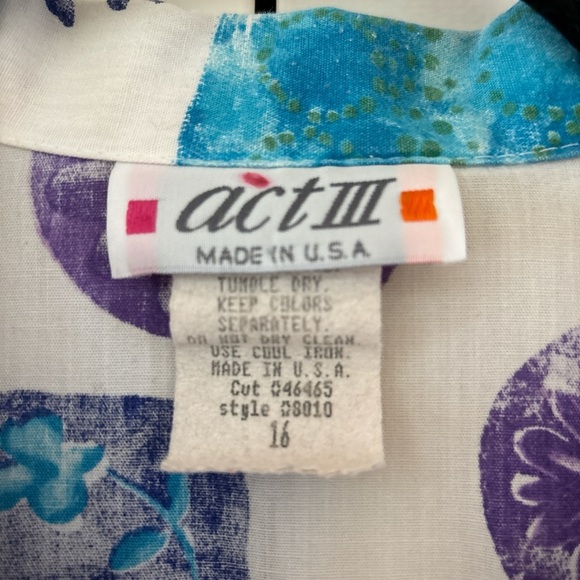 act III
MADE IN U.S.A.
TUMBLE DRY.
KEEP COLORS
SEPARATELY.
DO NOT DRY CLEAN.
USE COOL IRON.
MADE IN U.S.A.
Cut #46465
style #8010
16